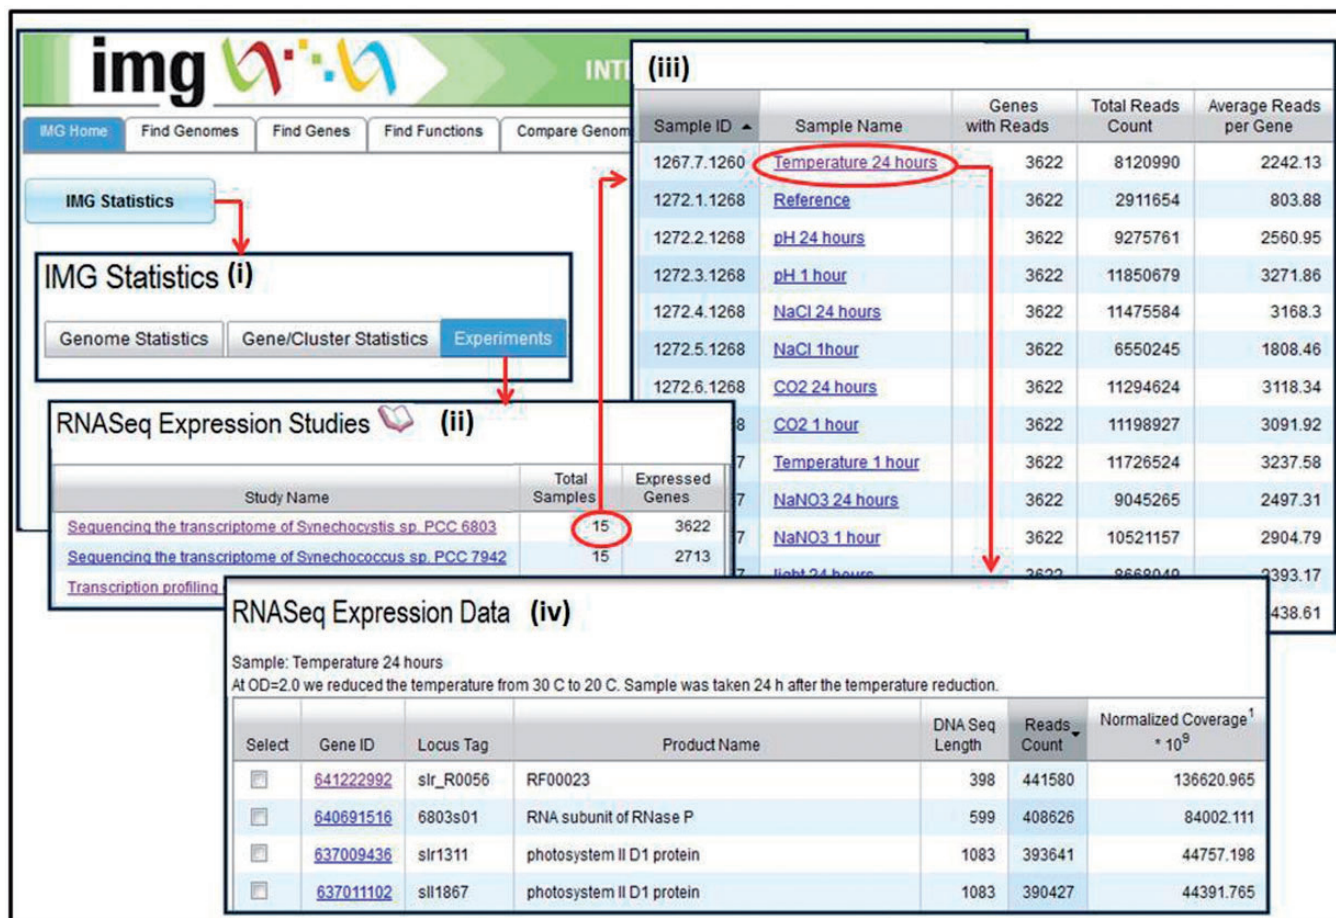 img
INT
IMG Home Find Genomes Find Genes Find Functions Compare Genom
IMG Statistics
IMG Statistics (i)
Genome Statistics Gene/Cluster Statistics Experiments
RNASeq Expression Studies (ii)
Study Name Total Samples Expressed Genes
Sequencing the transcriptome of Synechocystis sp. PCC 6803 15 3622
Sequencing the transcriptome of Synechococcus sp. PCC 7942 15 2713
Transcription profiling
(iii)
Sample ID Sample Name Genes with Reads Total Reads Count Average Reads per Gene
1267.7.1260 Temperature 24 hours 3622 8120990 2242.13
1272.1.1268 Reference 3622 2911654 803.88
1272.2.1268 pH 24 hours 3622 9275761 2560.95
1272.3.1268 pH 1 hour 3622 11850679 3271.86
1272.4.1268 NaCl 24 hours 3622 11475584 3168.3
1272.5.1268 NaCl 1hour 3622 6550245 1808.46
1272.6.1268 CO2 24 hours 3622 11294624 3118.34
8 CO2 1 hour 3622 11198927 3091.92
7 Temperature 1 hour 3622 11726524 3237.58
7 NaNO3 24 hours 3622 9045265 2497.31
7 NaNO3 1 hour 3622 10521157 2904.79
7 light 24 hours 3622 8668049 2393.17
438.61
RNASeq Expression Data (iv)
Sample: Temperature 24 hours
At OD=2.0 we reduced the temperature from 30 C to 20 C. Sample was taken 24 h after the temperature reduction.
Select Gene ID Locus Tag Product Name DNA Seq Length Reads Count Normalized Coverage¹ * 10⁹
641222992 slr_R0056 RF00023 398 441580 136620.965
640691516 6803s01 RNA subunit of RNase P 599 408626 84002.111
637009436 slr1311 photosystem II D1 protein 1083 393641 44757.198
637011102 sll1867 photosystem II D1 protein 1083 390427 44391.765